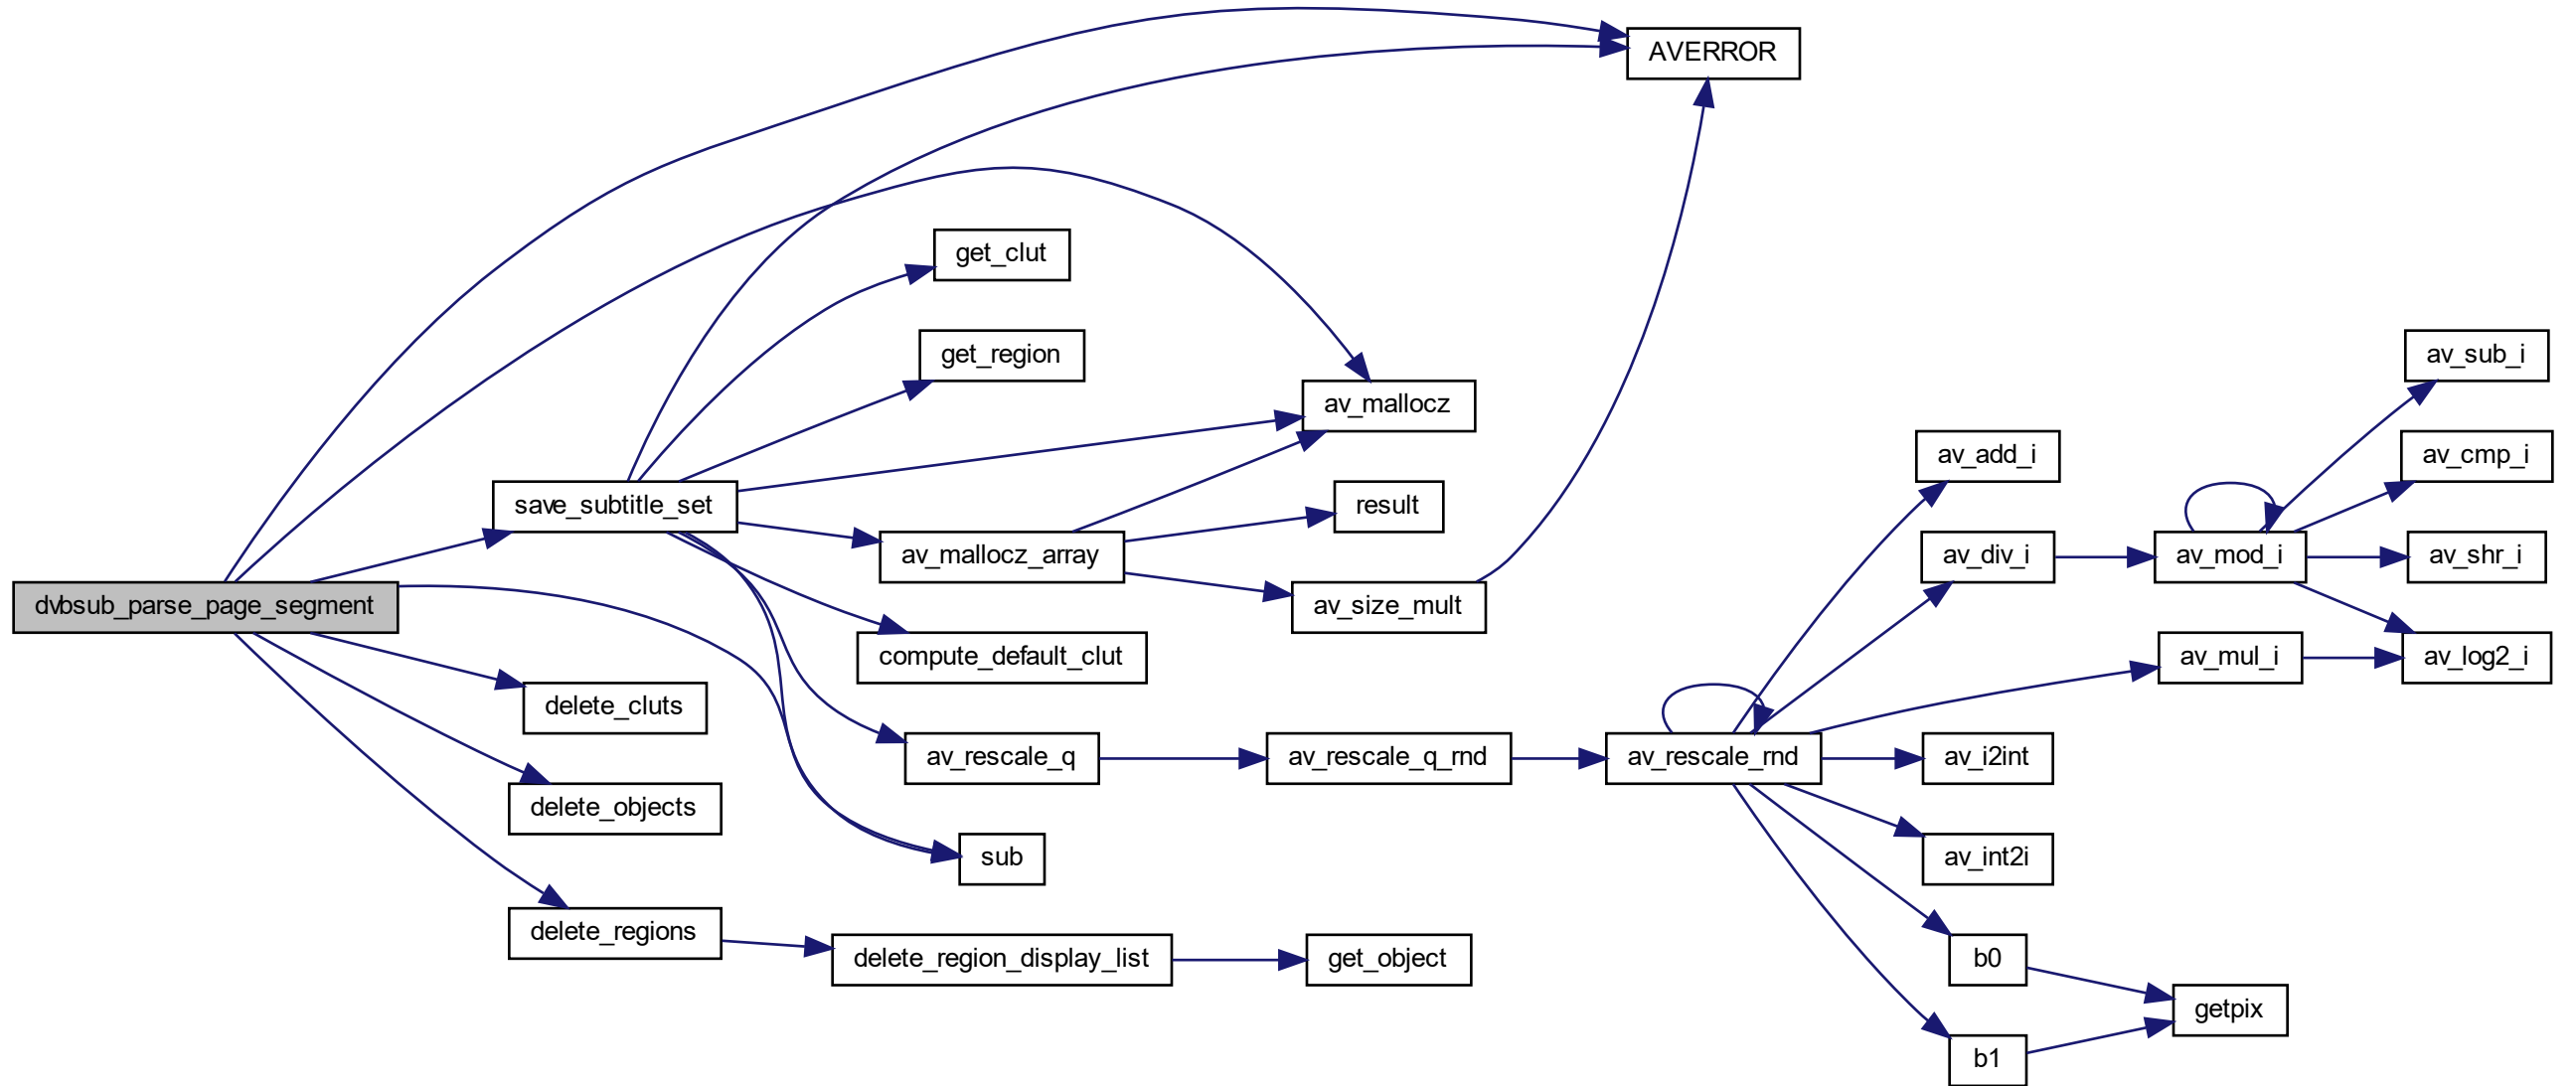 AVERROR
get_clut
get_region
av_sub_i
av_mallocz
av_add_i
av_cmp_i
save_subtitle_set
result
av_mallocz_array
av_div_i
av_mod_i
av_shr_i
dvbsub_parse_page_segment
av_size_mult
compute_default_clut
av_mul_i
av_log2_i
delete_cluts
av_rescale_q
av_rescale_q_rnd
av_rescale_rnd
av_i2int
delete_objects
sub
av_int2i
delete_regions
delete_region_display_list
get_object
b0
getpix
b1